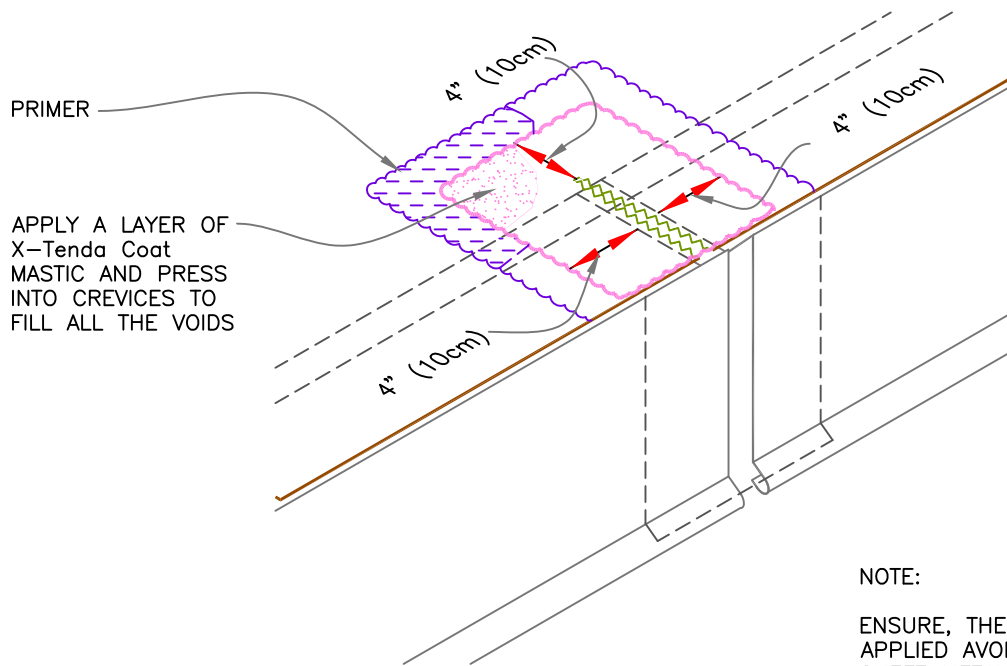 4” (10cm)
4” (10cm)
PRIMER
APPLY A LAYER OF
X-Tenda Coat
MASTIC AND PRESS
INTO CREVICES TO
FILL ALL THE VOIDS
4” (10cm)
NOTE:
ENSURE, THE
APPLIED